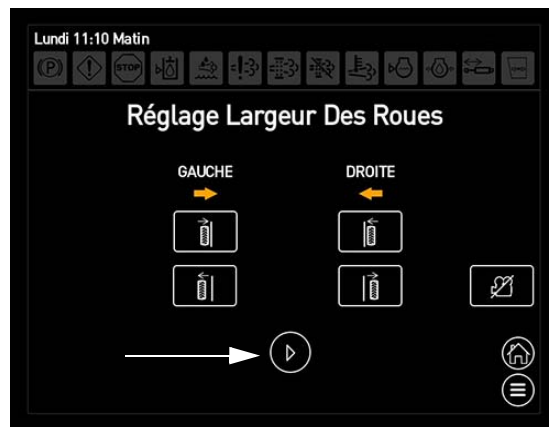 Lundi 11:10 Matin
STOP
Réglage Largeur Des Roues
GAUCHE DROITE